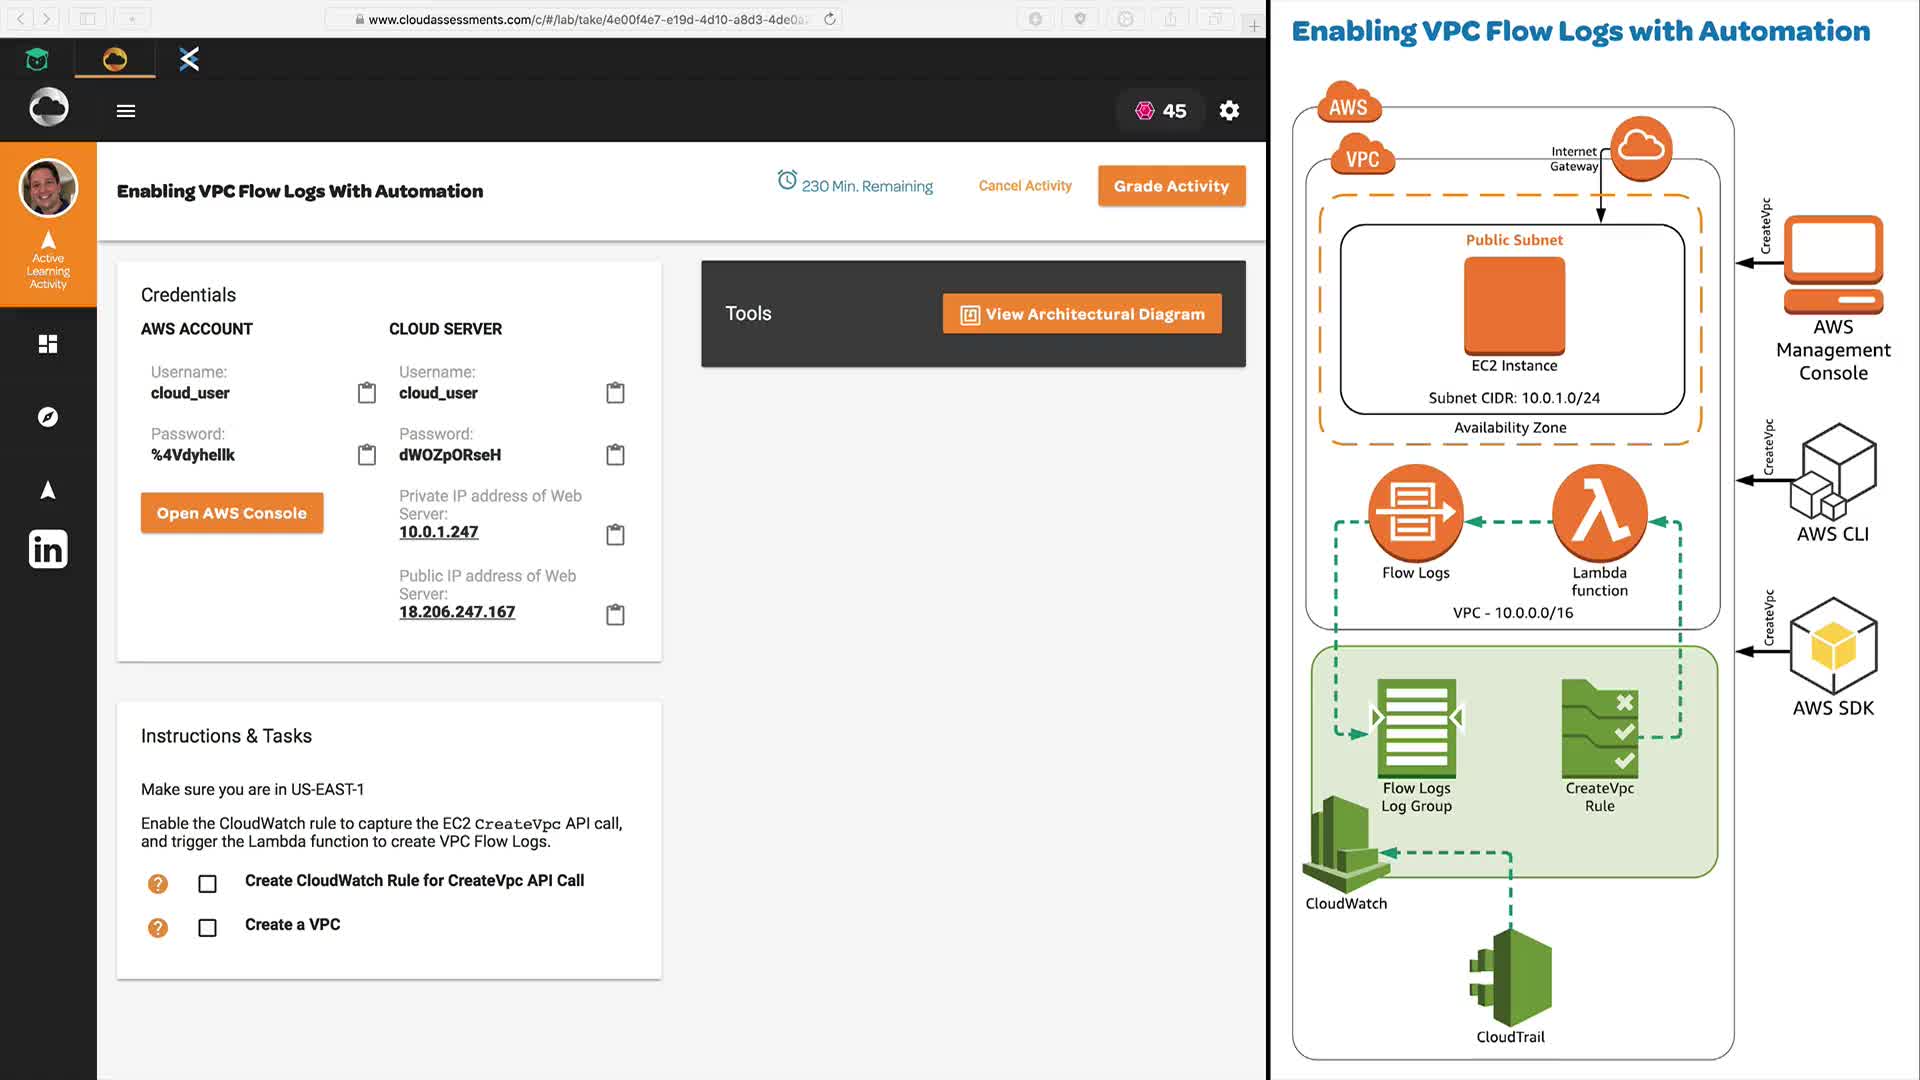 www.cloudassessments.com/c/#/lab/take/4e00f4e7-e19d-4d10-a8d3-4de0a
45
Active
Learning
Activity
Enabling VPC Flow Logs With Automation
230 Min. Remaining
Cancel Activity
Grade Activity
Credentials
AWS ACCOUNT
Username:
cloud_user
Password:
%4Vdyhellk
Open AWS Console
CLOUD SERVER
Username:
cloud_user
Password:
dWOZpORseH
Private IP address of Web
Server:
10.0.1.247
Public IP address of Web
Server:
18.206.247.167
Tools
View Architectural Diagram
Instructions & Tasks
Make sure you are in US-EAST-1
Enable the CloudWatch rule to capture the EC2 CreateVpc API call,
and trigger the Lambda function to create VPC Flow Logs.
? Create CloudWatch Rule for CreateVpc API Call
? Create a VPC
in
Enabling VPC Flow Logs with Automation
AWS
VPC
Internet
Gateway
Public Subnet
EC2 Instance
Subnet CIDR: 10.0.1.0/24
Availability Zone
Flow Logs
Lambda
function
VPC - 10.0.0.0/16
Flow Logs
Log Group
CreateVpc
Rule
CloudWatch
CloudTrail
CreateVpc
AWS
Management
Console
CreateVpc
AWS CLI
CreateVpc
AWS SDK